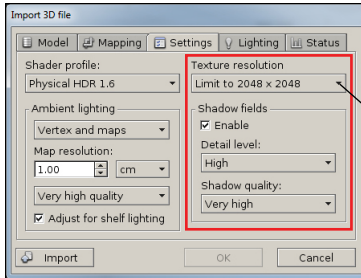 Import 3D file
Model Mapping Settings Lighting Status
Shader profile:
Physical HDR 1.6
Ambient lighting
Vertex and maps
Map resolution:
1.00 cm
Very high quality
Adjust for shelf lighting
Texture resolution
Limit to 2048 x 2048
Shadow fields
Enable
Detail level:
High
Shadow quality:
Very high
Import OK Cancel